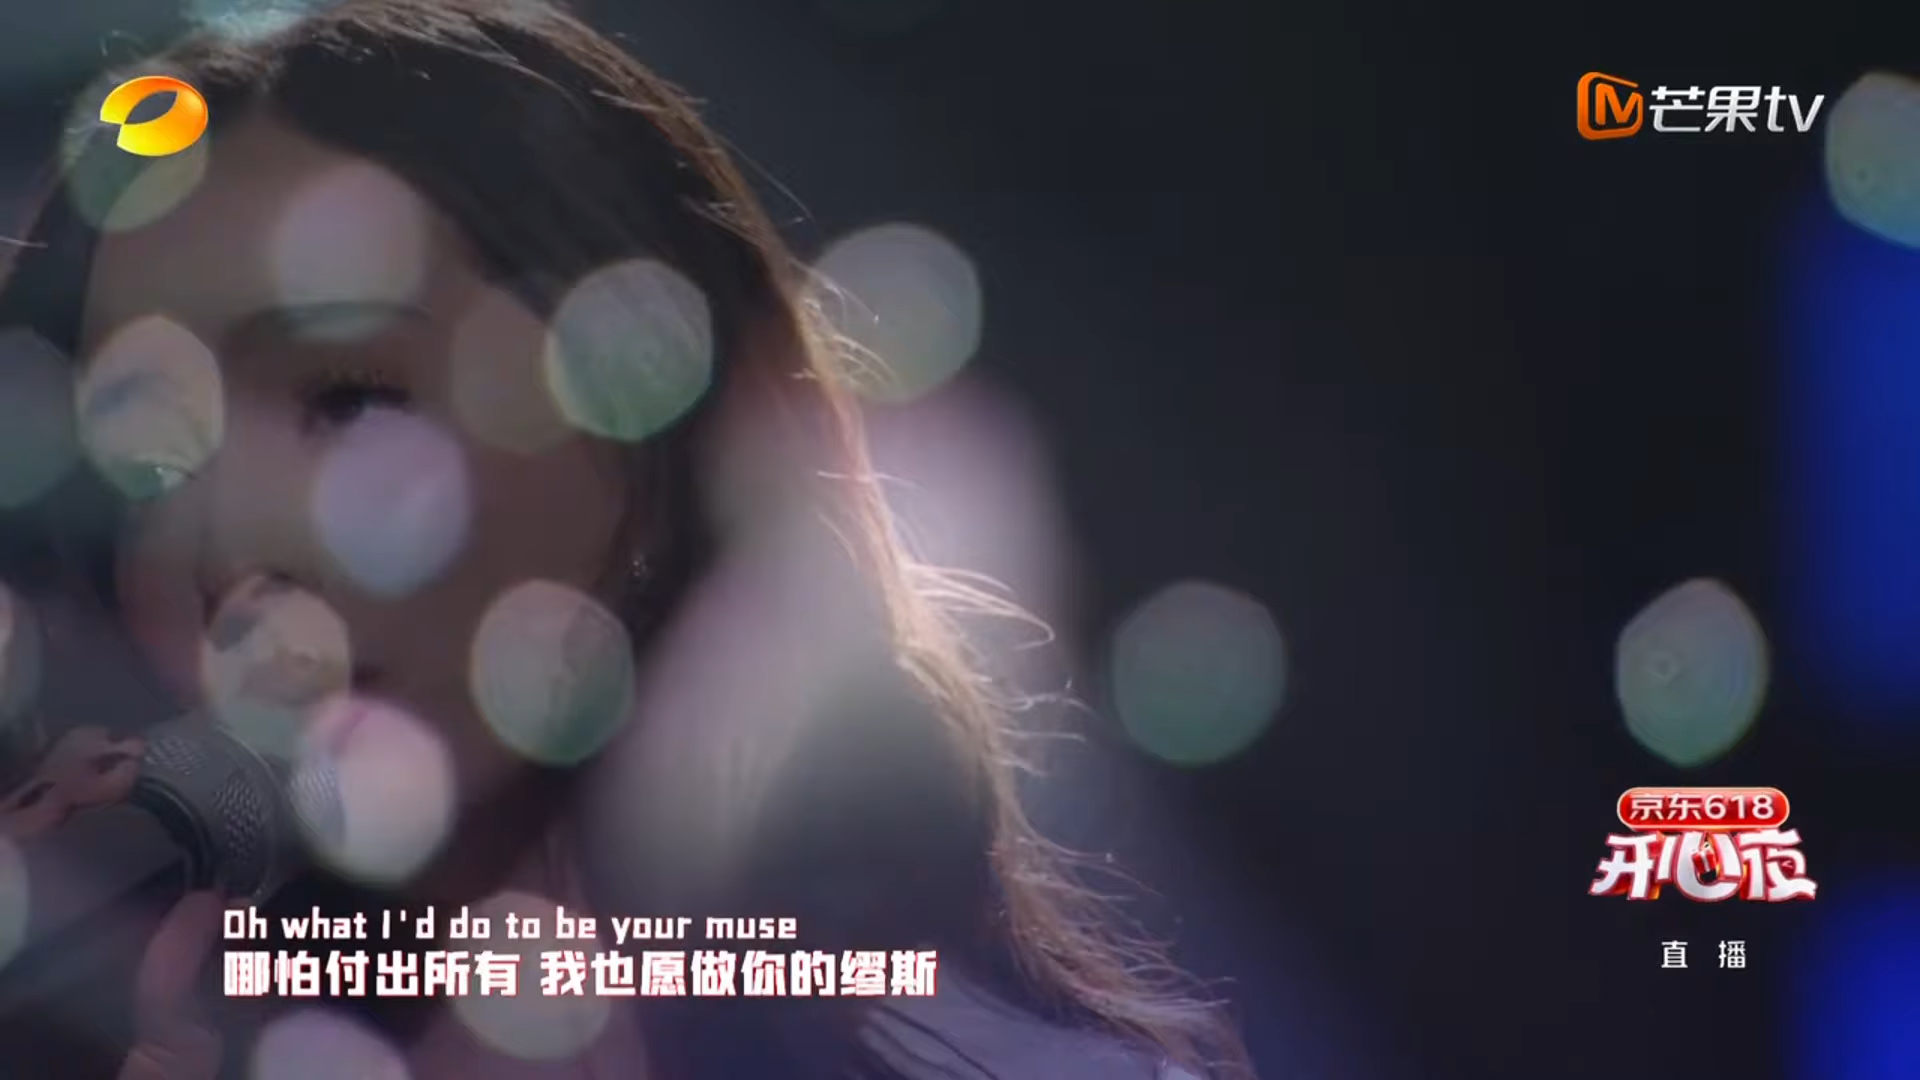 芒果tv
京东618
开心夜
直 播
Oh what I'd do to be your muse
哪怕付出所有 我也愿做你的缪斯